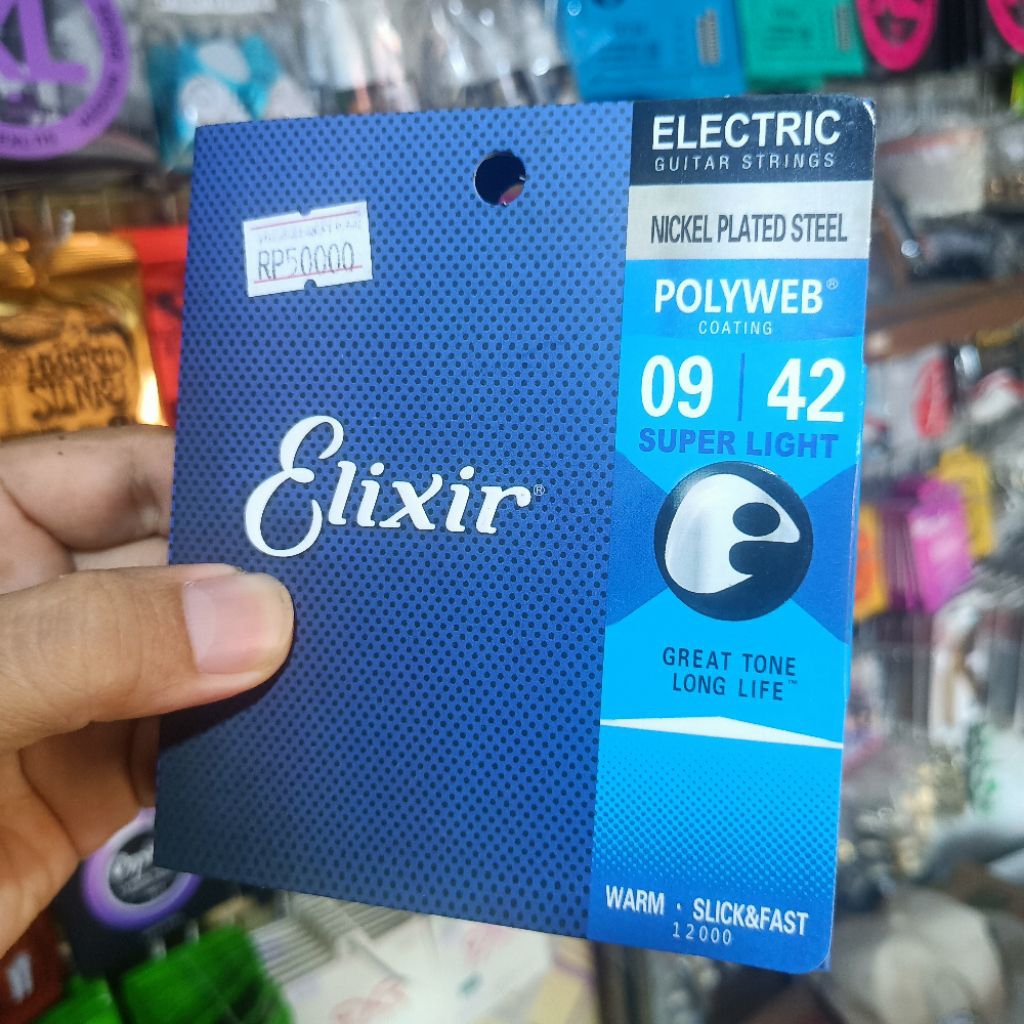 ELECTRIC
GUITAR STRINGS
NICKEL PLATED STEEL
RP50000
POLYWEB®
COATING
09 | 42
SUPER LIGHT
Elixir®
GREAT TONE
LONG LIFE™
WARM · SLICK&FAST
12000